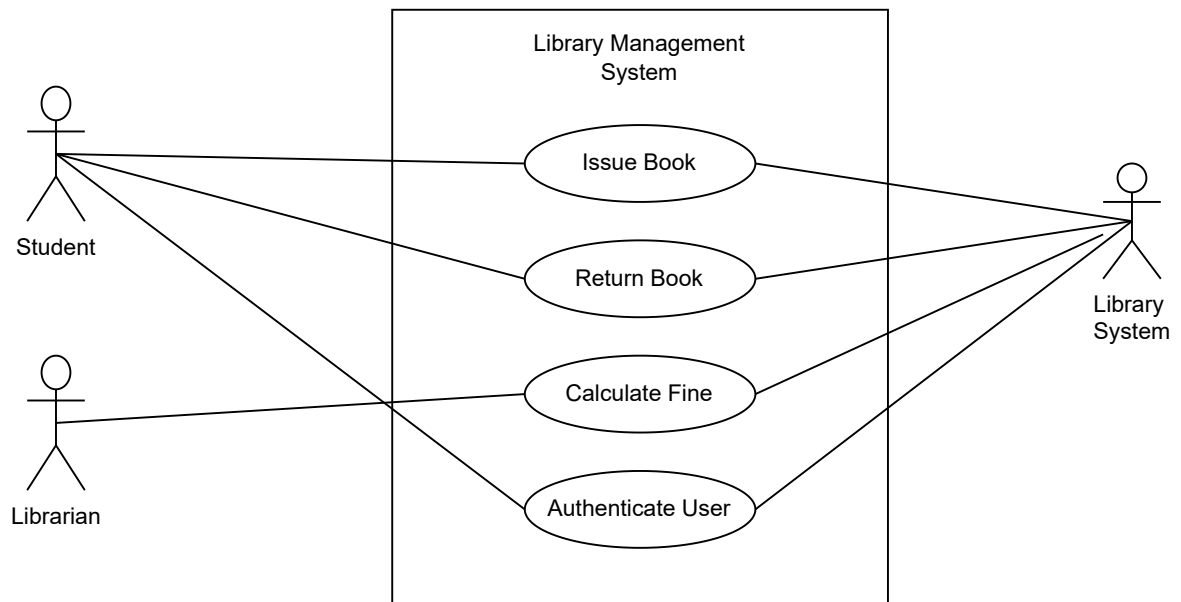 Library Management
System
Issue Book
Student
Return Book
Library
System
Calculate Fine
Librarian
Authenticate User